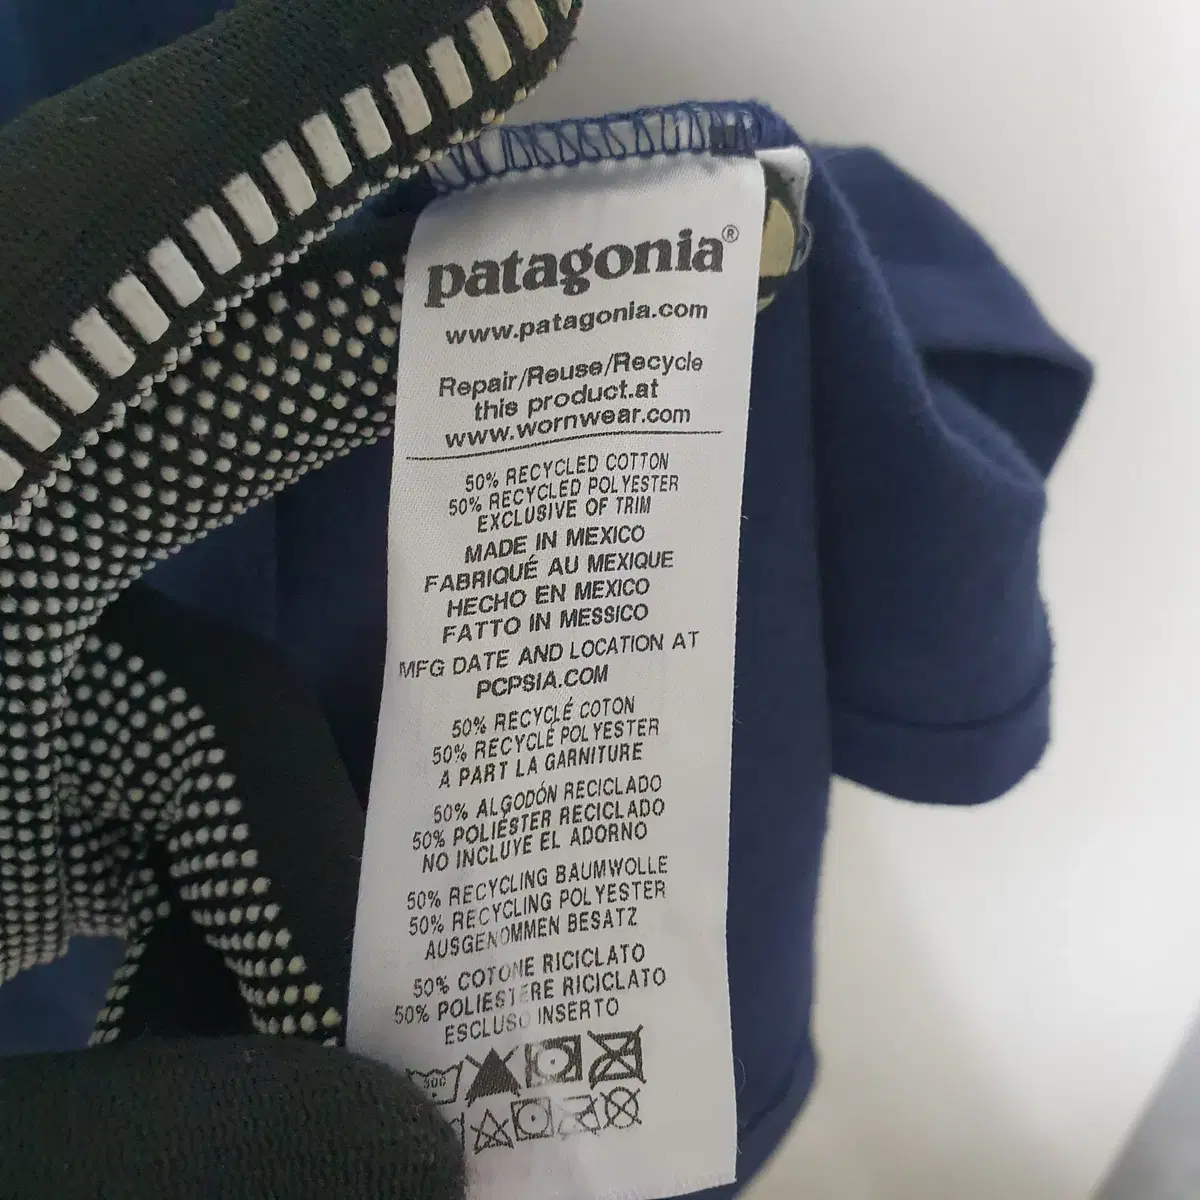 patagonia®
www.patagonia.com
Repair/Reuse/Recycle
this product.at
www.wornwear.com
50% RECYCLED COTTON
50% RECYCLED POLYESTER
EXCLUSIVE OF TRIM
MADE IN MEXICO
FABRIQUÉ AU MEXIQUE
HECHO EN MEXICO
FATTO IN MESSICO
MFG DATE AND LOCATION AT
PCPSIA.COM
50% RECYCLÉ COTON
50% RECYCLÉ POLYESTER
A PART LA GARNITURE
50% ALGODÓN RECICLADO
50% POLIÉSTER RECICLADO
NO INCLUYE EL ADORNO
50% RECYCLING BAUMWOLLE
50% RECYCLING POLYESTER
AUSGENOMMEN BESATZ
50% COTONE RICICLATO
50% POLIESTERE RICICLATO
ESCLUSO INSERTO